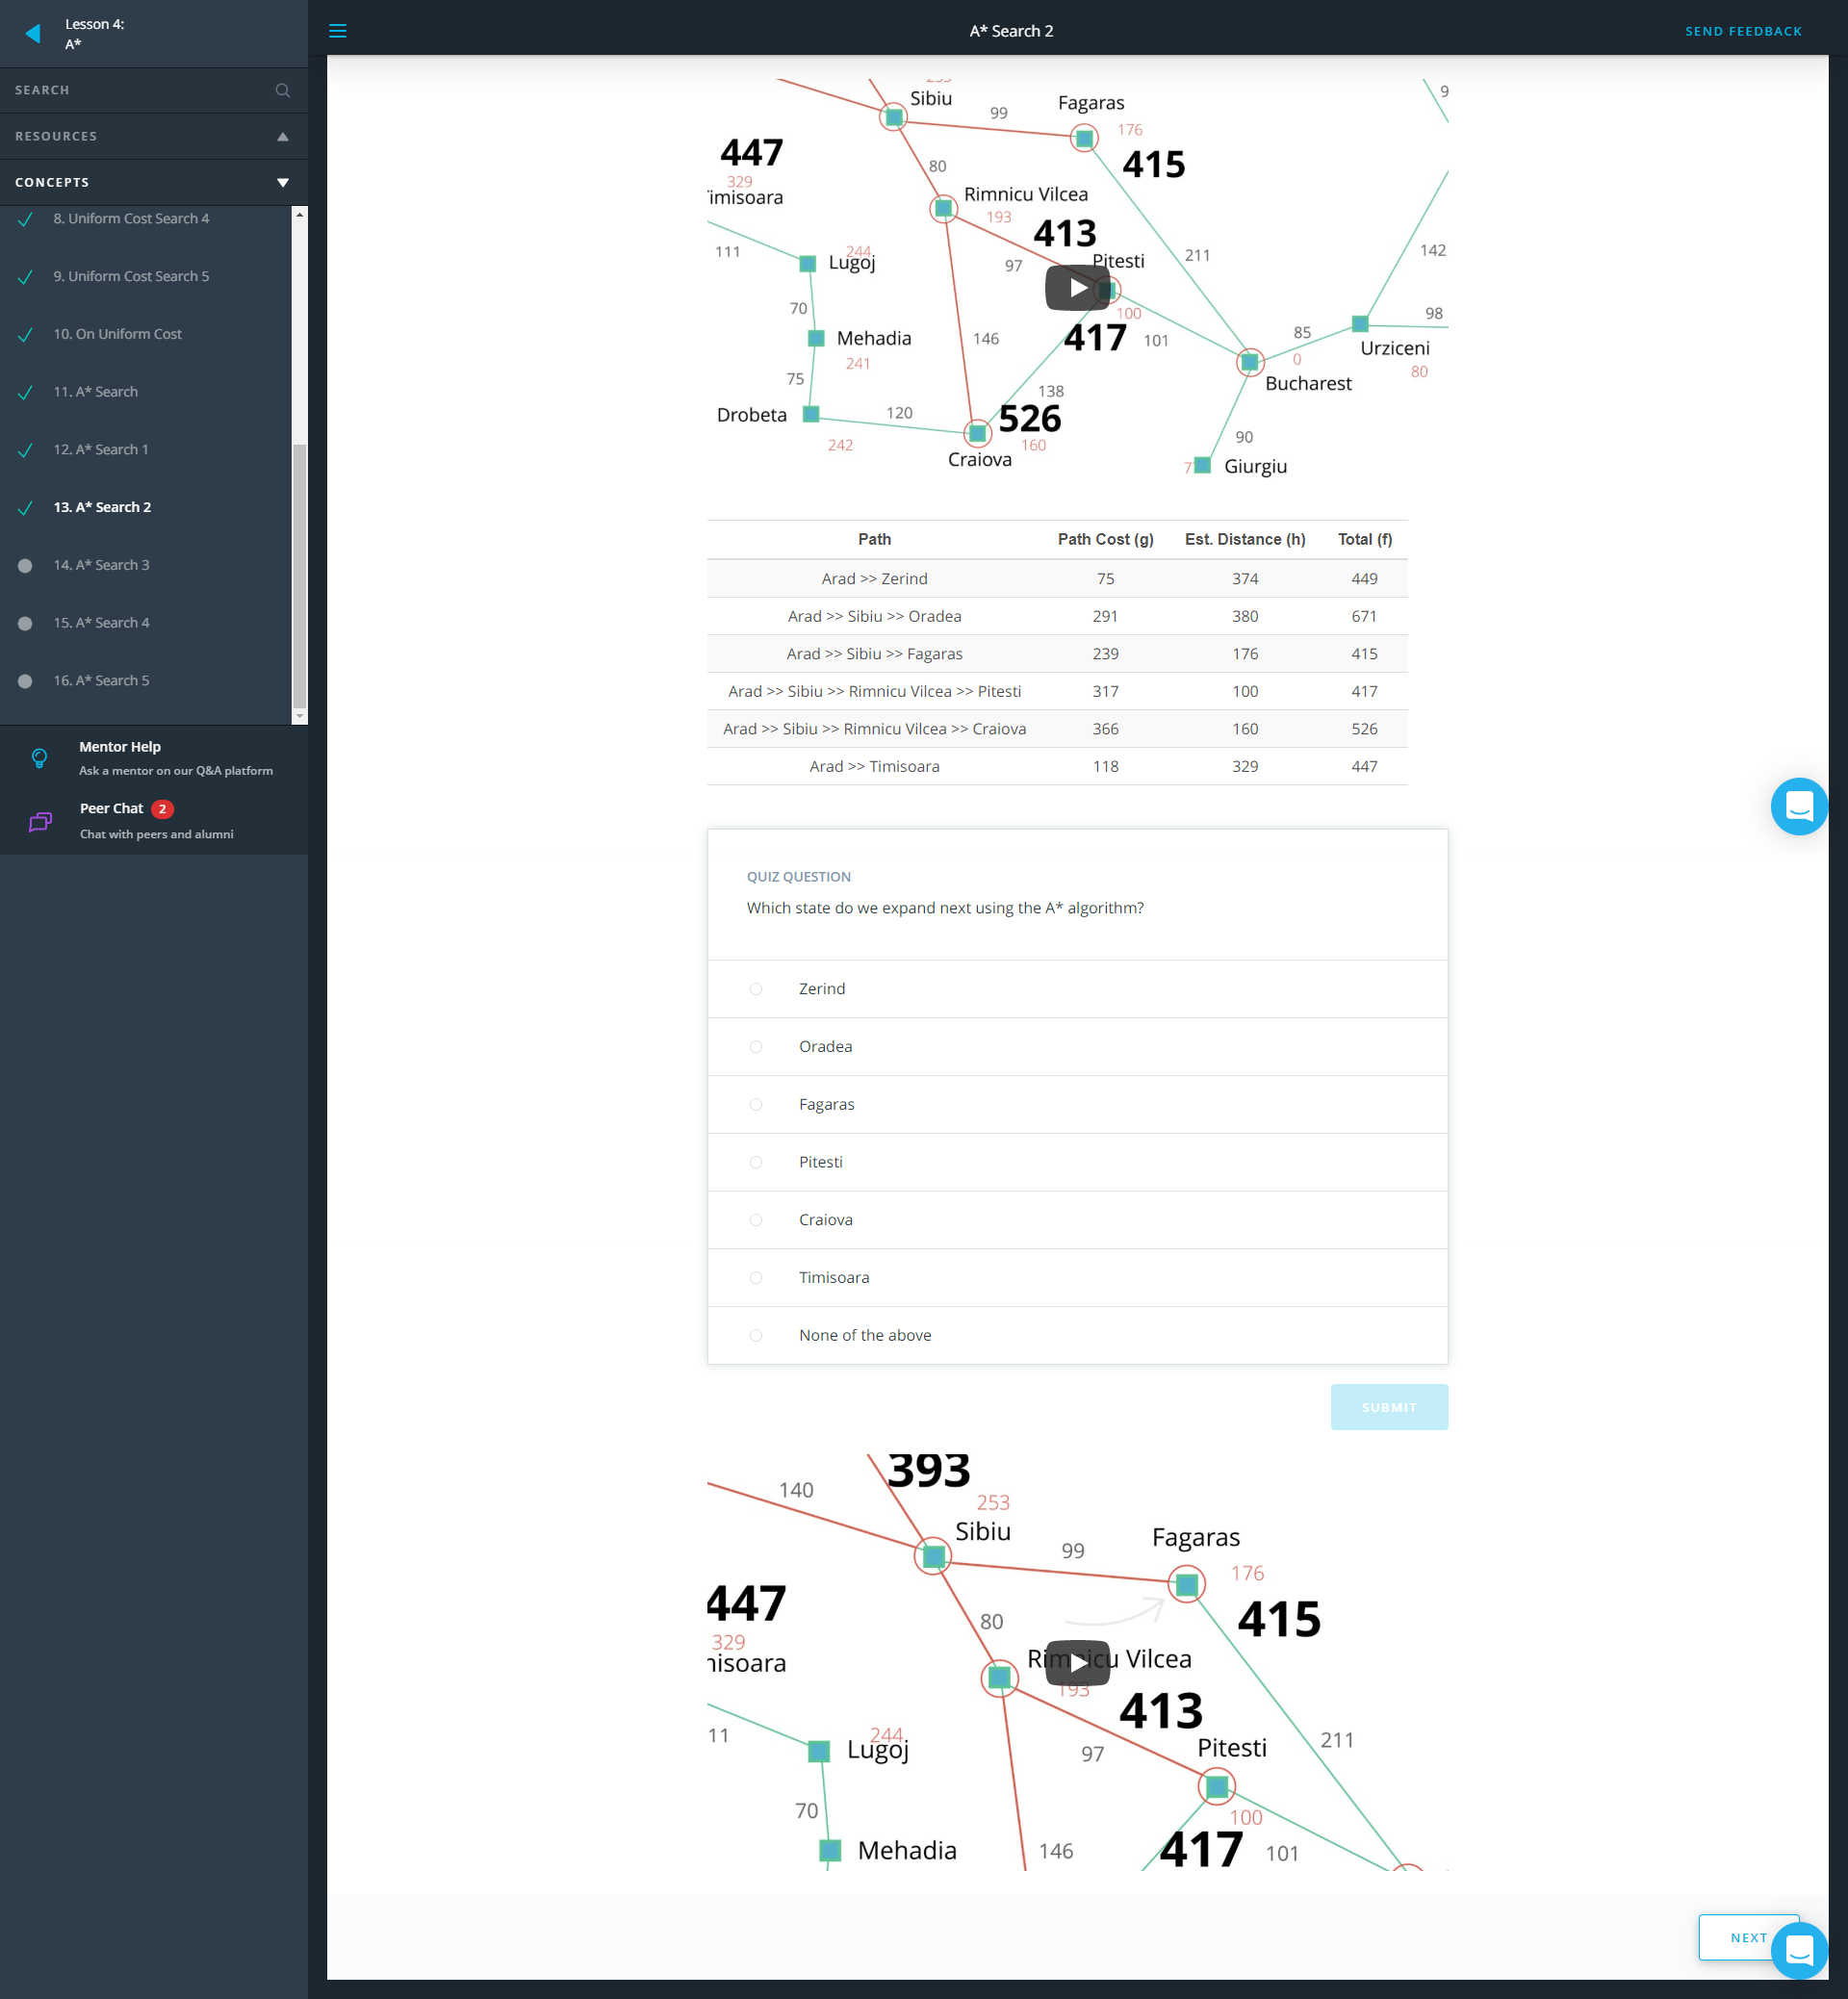 Lesson 4:
A*
SEARCH
RESOURCES
CONCEPTS
8. Uniform Cost Search 4
9. Uniform Cost Search 5
10. On Uniform Cost
11. A* Search
12. A* Search 1
13. A* Search 2
14. A* Search 3
15. A* Search 4
16. A* Search 5
Mentor Help
Ask a mentor on our Q&A platform
Peer Chat 2
Chat with peers and alumni
A* Search 2
SEND FEEDBACK
Sibiu
99
Fagaras
9
176
447
415
80
329
imisoara
Rimnicu Vilcea
193
413
111
244
Lugoj
97
Pitesti
211
142
70
100
98
Mehadia
146
417
101
85
Urziceni
241
0
80
75
Bucharest
138
Drobeta
120
526
242
160
90
Craiova
7
Giurgiu
Path Path Cost (g) Est. Distance (h) Total (f)
Arad >> Zerind 75 374 449
Arad >> Sibiu >> Oradea 291 380 671
Arad >> Sibiu >> Fagaras 239 176 415
Arad >> Sibiu >> Rimnicu Vilcea >> Pitesti 317 100 417
Arad >> Sibiu >> Rimnicu Vilcea >> Craiova 366 160 526
Arad >> Timisoara 118 329 447
QUIZ QUESTION
Which state do we expand next using the A* algorithm?
Zerind
Oradea
Fagaras
Pitesti
Craiova
Timisoara
None of the above
SUBMIT
393
140
253
Sibiu
99
Fagaras
176
447
415
80
329
nisoara
Rimnicu Vilcea
193
413
11
244
Lugoj
97
Pitesti
211
70
100
Mehadia
146
417
101
NEXT